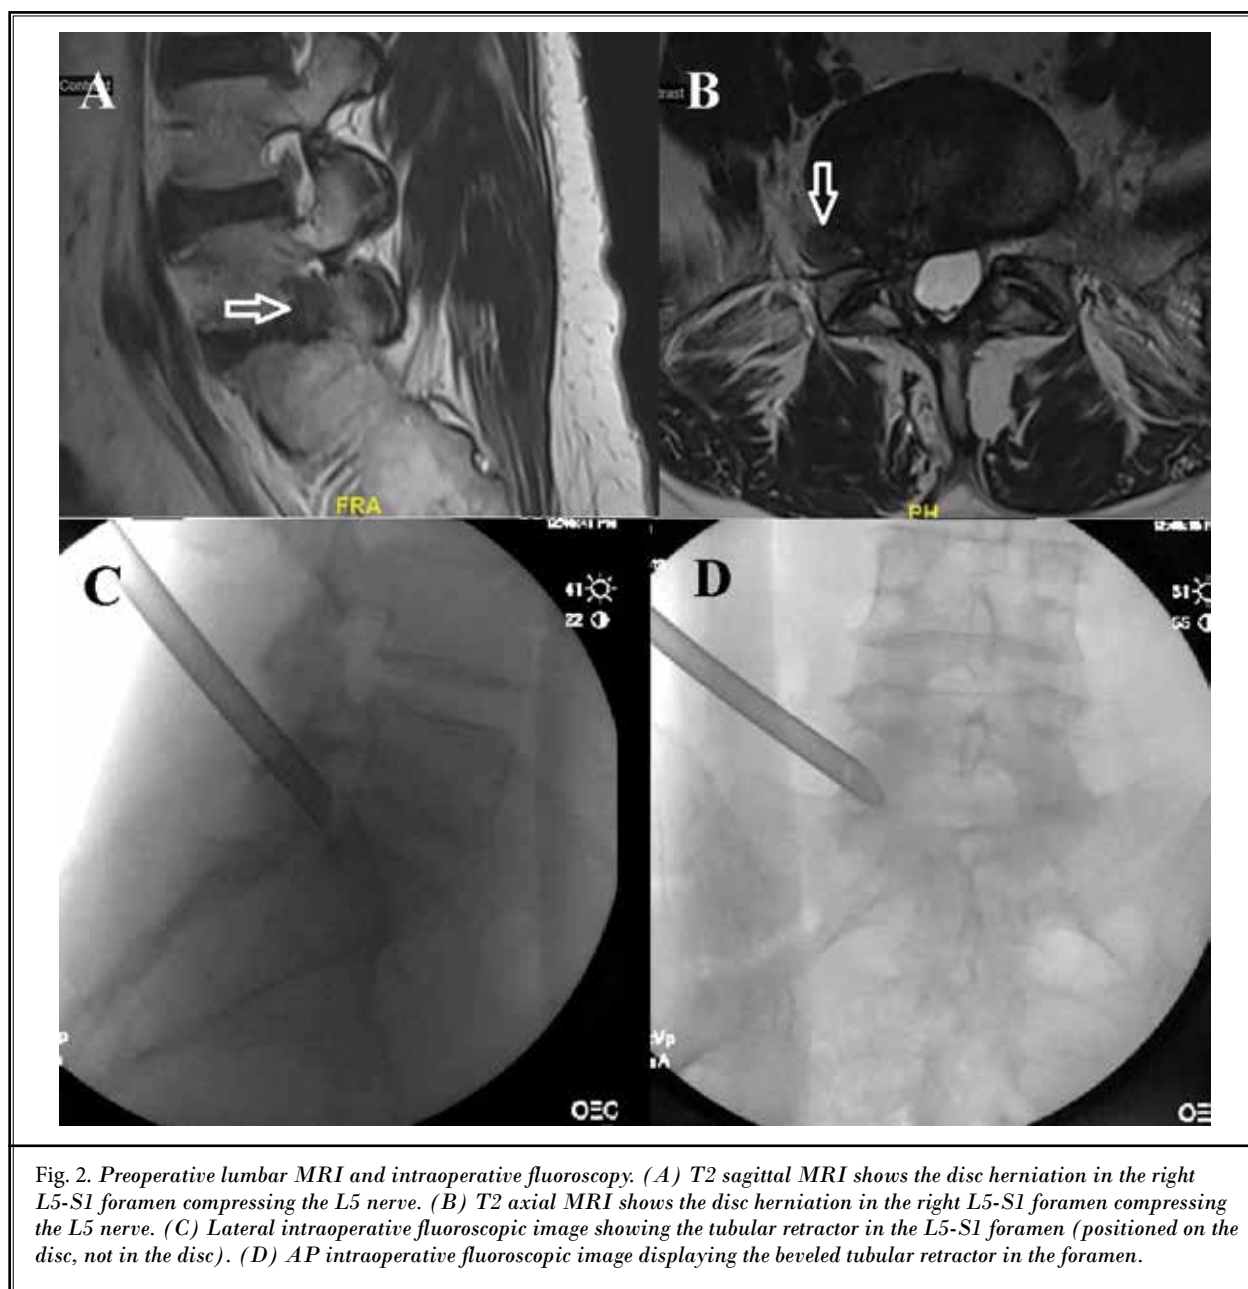 Contrast
A
B
trast
FRA
PH
C
41
22
OEC
D
51
55
cVp
A
OE
Fig. 2. Preoperative lumbar MRI and intraoperative fluoroscopy. (A) T2 sagittal MRI shows the disc herniation in the right
L5-S1 foramen compressing the L5 nerve. (B) T2 axial MRI shows the disc herniation in the right L5-S1 foramen compressing
the L5 nerve. (C) Lateral intraoperative fluoroscopic image showing the tubular retractor in the L5-S1 foramen (positioned on the
disc, not in the disc). (D) AP intraoperative fluoroscopic image displaying the beveled tubular retractor in the foramen.